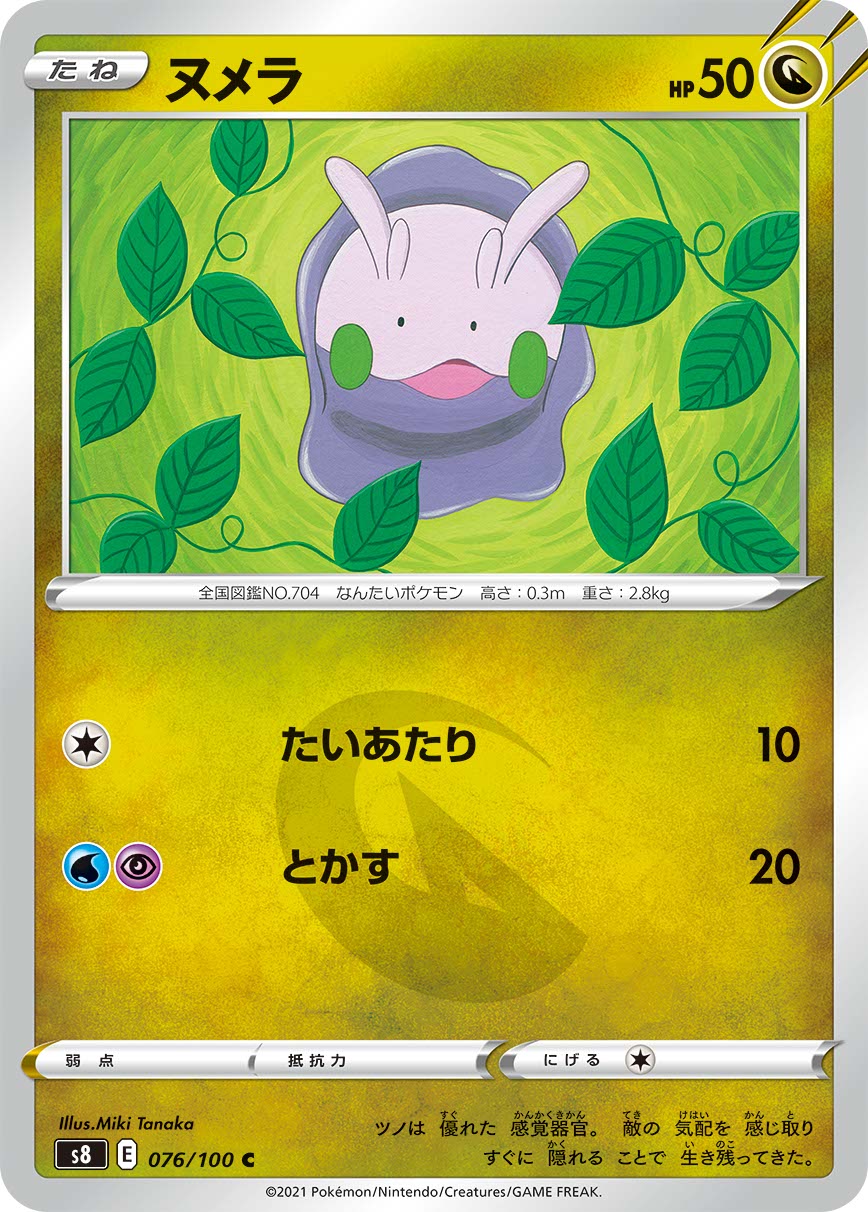 たね ヌメラ HP50
全国図鑑NO.704 なんたいポケモン 高さ:0.3m 重さ:2.8kg
たいあたり 10
とかす 20
弱点 抵抗力 にげる
Illus.Miki Tanaka
ツノは 優れた 感覚器官。 敵の 気配を 感じ取り
すぐに 隠れる ことで 生き残ってきた。
s8 E 076/100 C
©2021 Pokémon/Nintendo/Creatures/GAME FREAK.